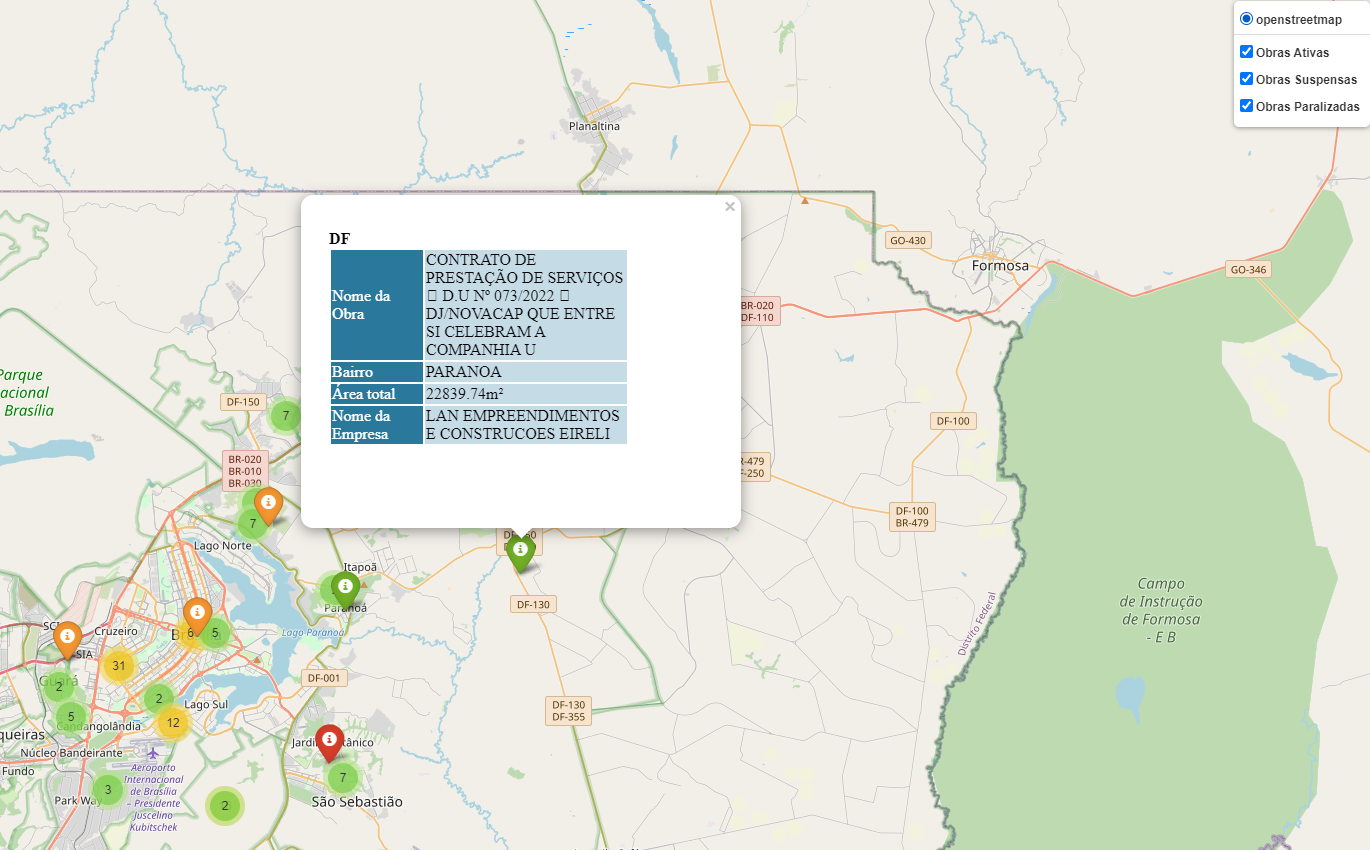 openstreetmap
Obras Ativas
Obras Suspensas
Obras Paralizadas
Planaltina
GO-430
Formosa
GO-346
×
DF
Nome da
Obra
CONTRATO DE
PRESTAÇÃO DE SERVIÇOS
 D.U Nº 073/2022 
DJ/NOVACAP QUE ENTRE
SI CELEBRAM A
COMPANHIA U
Bairro
PARANOA
Área total
22839.74m²
Nome da
Empresa
LAN EMPREENDIMENTOS
E CONSTRUCOES EIRELI
BR-020
DF-110
Parque
acional
Brasília
DF-150
7
DF-100
BR-020
BR-010
BR-030
R-479
F-250
7
DF-100
BR-479
Lago Norte
Itapoã
Paranoá
DF-130
Campo
de Instrução
de Formosa
- E B
Distrito Federal
Cruzeiro
SIA
6
5
Lago Paranoá
31
Guará
2
DF-001
2
Lago Sul
5
12
Candangolândia
DF-130
DF-355
queiras
Núcleo Bandeirante
Fundo
7
Park Way
3
2
São Sebastião
Aeroporto
Internacional
de Brasília
– Presidente
Juscelino
Kubitschek